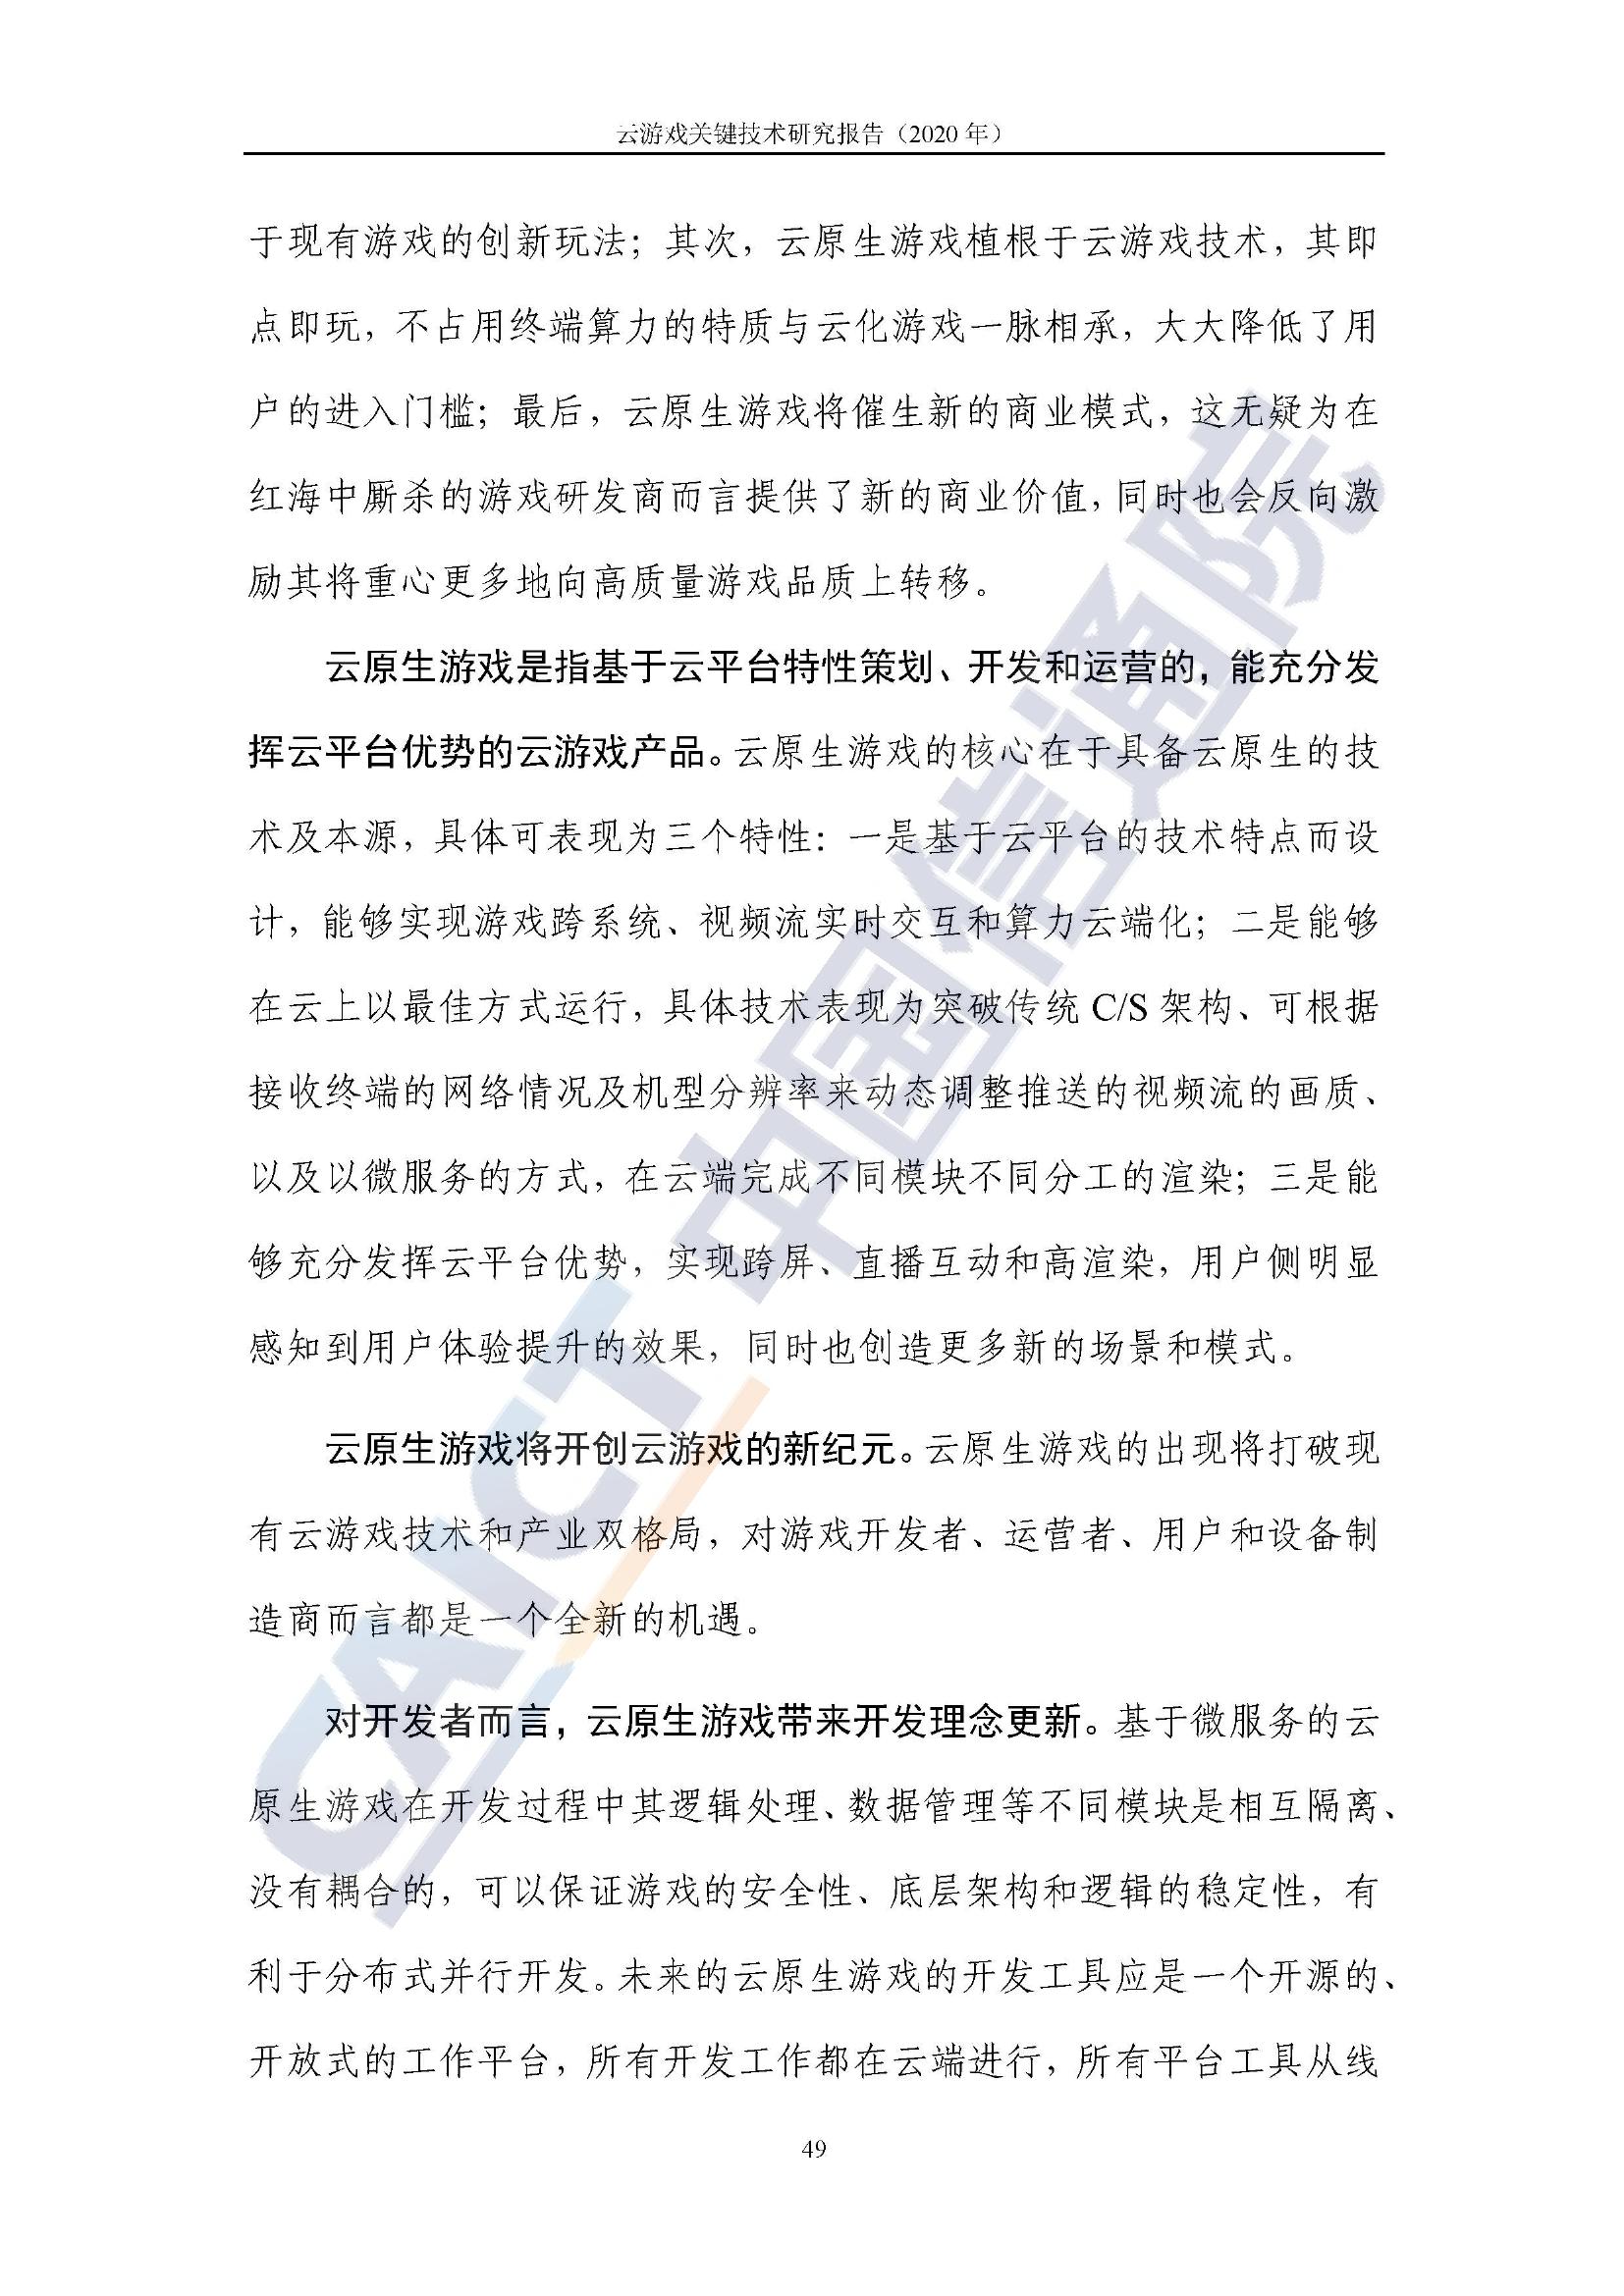 云游戏关键技术研究报告（2020 年）
于现有游戏的创新玩法；其次，云原生游戏植根于云游戏技术，其即
点即玩，不占用终端算力的特质与云化游戏一脉相承，大大降低了用
户的进入门槛；最后，云原生游戏将催生新的商业模式，这无疑为在
红海中厮杀的游戏研发商而言提供了新的商业价值，同时也会反向激
励其将重心更多地向高质量游戏品质上转移。
云原生游戏是指基于云平台特性策划、开发和运营的，能充分发
挥云平台优势的云游戏产品。云原生游戏的核心在于具备云原生的技
术及本源，具体可表现为三个特性：一是基于云平台的技术特点而设
计，能够实现游戏跨系统、视频流实时交互和算力云端化；二是能够
在云上以最佳方式运行，具体技术表现为突破传统 C/S 架构、可根据
接收终端的网络情况及机型分辨率来动态调整推送的视频流的画质、
以及以微服务的方式，在云端完成不同模块不同分工的渲染；三是能
够充分发挥云平台优势，实现跨屏、直播互动和高渲染，用户侧明显
感知到用户体验提升的效果，同时也创造更多新的场景和模式。
云原生游戏将开创云游戏的新纪元。云原生游戏的出现将打破现
有云游戏技术和产业双格局，对游戏开发者、运营者、用户和设备制
造商而言都是一个全新的机遇。
对开发者而言，云原生游戏带来开发理念更新。基于微服务的云
原生游戏在开发过程中其逻辑处理、数据管理等不同模块是相互隔离、
没有耦合的，可以保证游戏的安全性、底层架构和逻辑的稳定性，有
利于分布式并行开发。未来的云原生游戏的开发工具应是一个开源的、
开放式的工作平台，所有开发工作都在云端进行，所有平台工具从线
49
CAICT 中国信通院